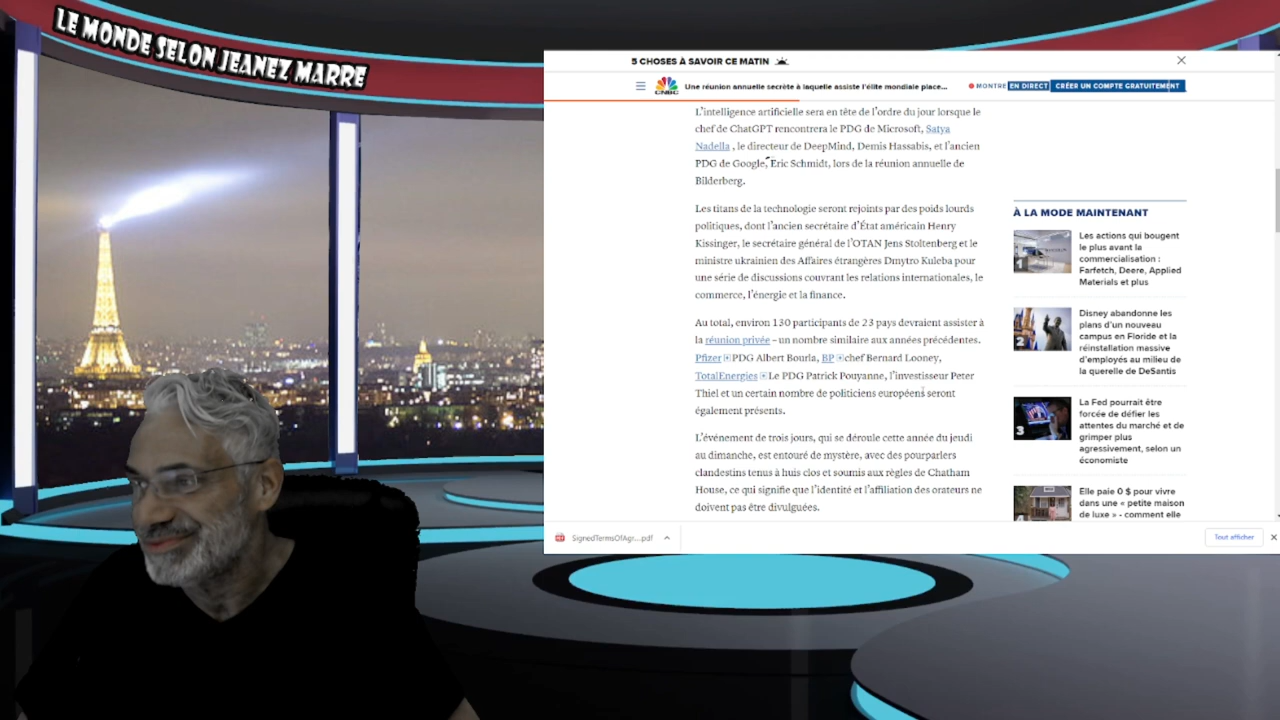 LE MONDE SELON JEANEZ MARRE
5 CHOSES À SAVOIR CE MATIN
CNBC
Une réunion annuelle secrète à laquelle assiste l'élite mondiale place...
MONTRE EN DIRECT
CRÉER UN COMPTE GRATUITEMENT
L'intelligence artificielle sera en tête de l'ordre du jour lorsque le
chef de ChatGPT rencontrera le PDG de Microsoft, Satya
Nadella , le directeur de DeepMind, Demis Hassabis, et l'ancien
PDG de Google, Eric Schmidt, lors de la réunion annuelle de
Bilderberg.
Les titans de la technologie seront rejoints par des poids lourds
politiques, dont l'ancien secrétaire d'État américain Henry
Kissinger, le secrétaire général de l'OTAN Jens Stoltenberg et le
ministre ukrainien des Affaires étrangères Dmytro Kuleba pour
une série de discussions couvrant les relations internationales, le
commerce, l'énergie et la finance.
Au total, environ 130 participants de 23 pays devraient assister à
la réunion privée – un nombre similaire aux années précédentes.
Pfizer PDG Albert Bourla, BP chef Bernard Looney,
TotalEnergies Le PDG Patrick Pouyanne, l'investisseur Peter
Thiel et un certain nombre de politiciens européens seront
également présents.
L'événement de trois jours, qui se déroule cette année du jeudi
au dimanche, est entouré de mystère, avec des pourparlers
clandestins tenus à huis clos et soumis aux règles de Chatham
House, ce qui signifie que l'identité et l'affiliation des orateurs ne
doivent pas être divulguées.
À LA MODE MAINTENANT
1
Les actions qui bougent
le plus avant la
commercialisation :
Farfetch, Deere, Applied
Materials et plus
2
Disney abandonne les
plans d'un nouveau
campus en Floride et la
réinstallation massive
d'employés au milieu de
la querelle de DeSantis
3
La Fed pourrait être
forcée de défier les
attentes du marché et de
grimper plus
agressivement, selon un
économiste
Elle paie 0 $ pour vivre
dans une « petite maison
de luxe » - comment elle
SignedTermsOfAgr....pdf
Tout afficher